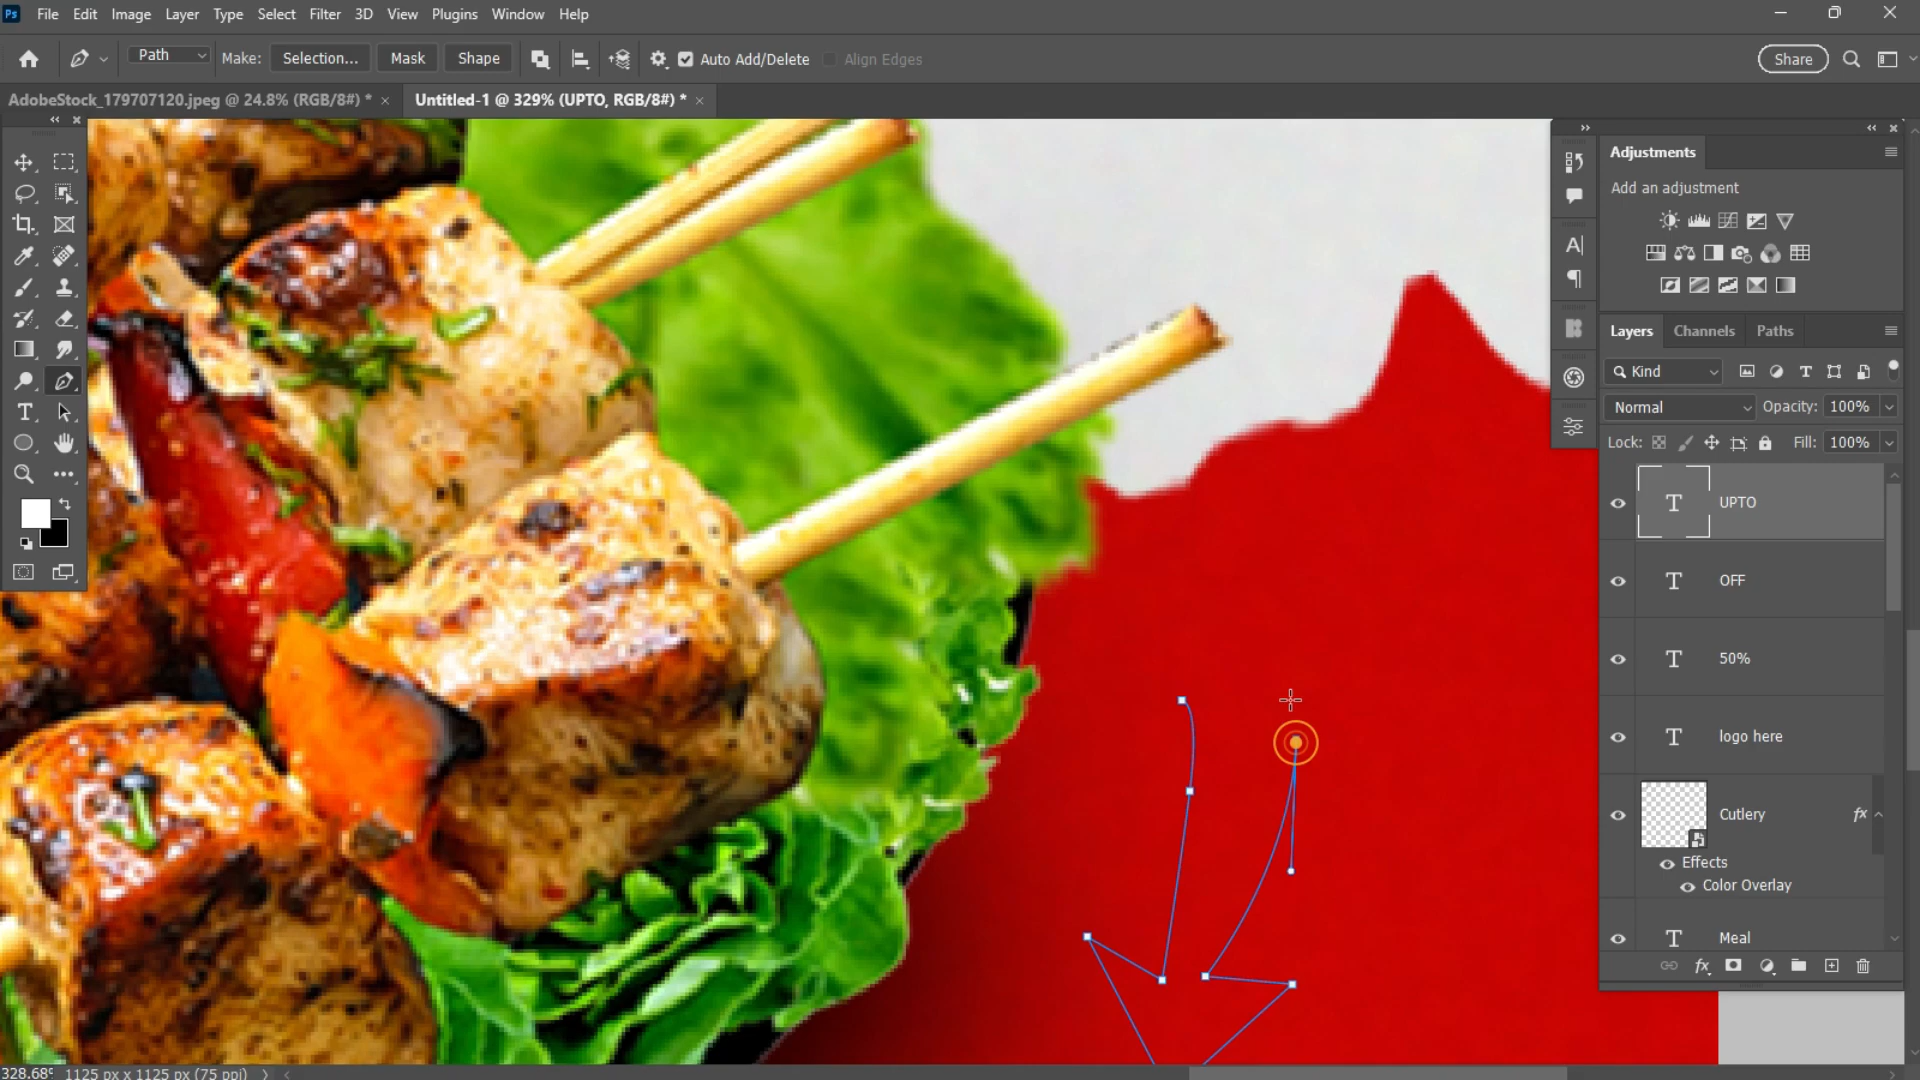 Ps File Edit Image Layer Type Select Filter 3D View Plugins Window Help
Path Make: Selection... Mask Shape Auto Add/Delete Align Edges Share
AdobeStock_179707120.jpeg @ 24.8% (RGB/8#) * × Untitled-1 @ 329% (UPTO, RGB/8#) * ×
Adjustments
Add an adjustment
Layers Channels Paths
Kind
Normal Opacity: 100%
Lock: Fill: 100%
T UPTO
T OFF
T 50%
T logo here
Cutlery fx
Effects
Color Overlay
T Meal
1125 px x 1125 px (75 ppi)